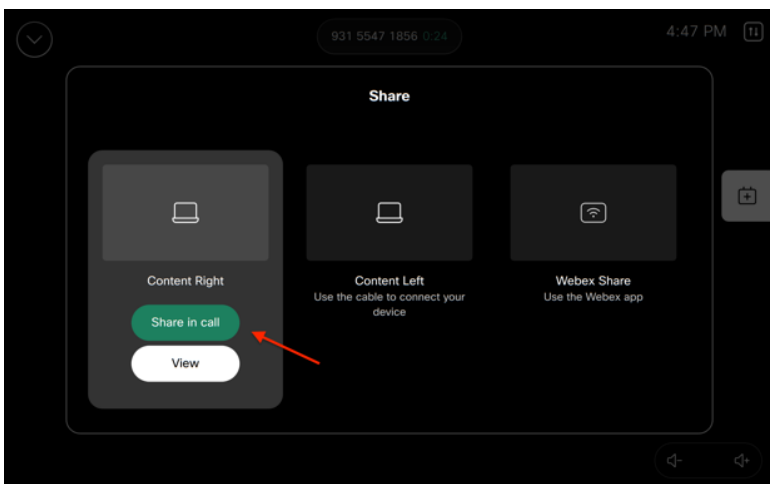 931 5547 1856 0:24
4:47 PM
Share
Content Right
Share in call
View
Content Left
Use the cable to connect your
device
Webex Share
Use the Webex app